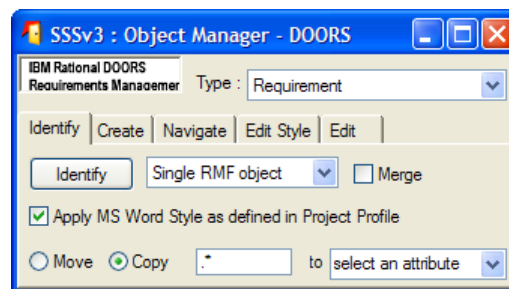 SSSv3 : Object Manager - DOORS
IBM Rational DOORS
Requirements Managemer
Type : Requirement
Identify Create Navigate Edit Style Edit
Identify Single RMF object Merge
Apply MS Word Style as defined in Project Profile
Move Copy .* to select an attribute